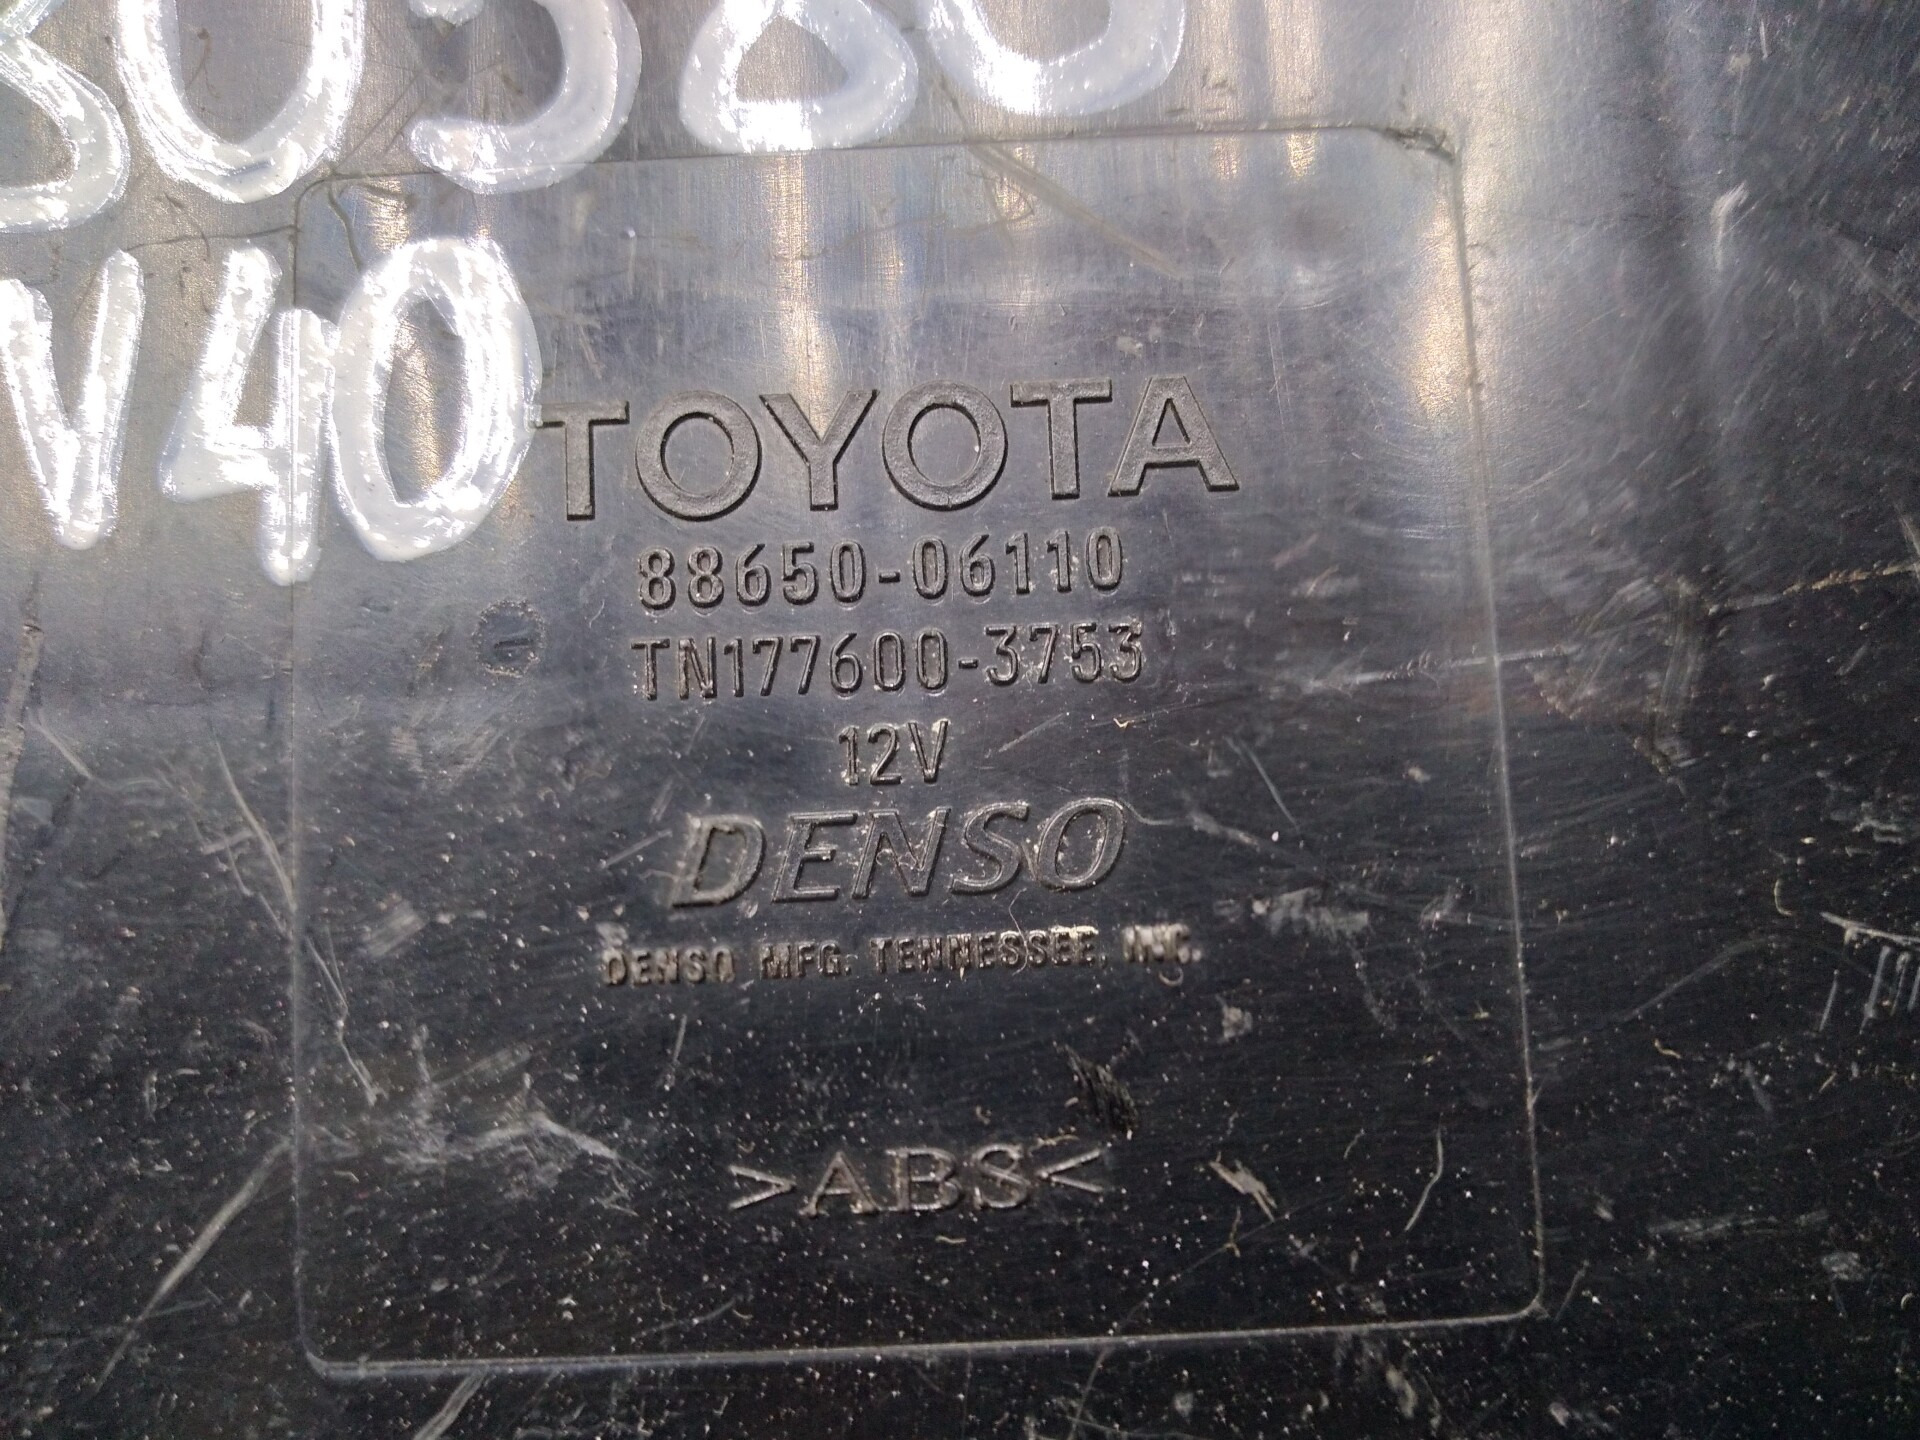 V40
TOYOTA
88650-06110
TN177600-3753
12V
DENSO
DENSO MFG. TENNESSEE, INC.
>ABS<